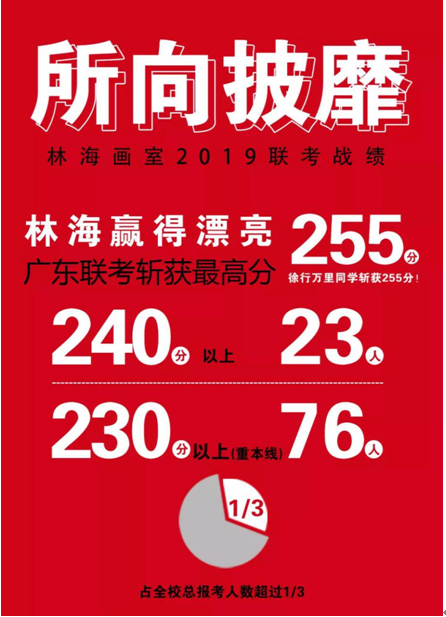 所向披靡
林海画室2019联考战绩
林海赢得漂亮
广东联考斩获最高分
255分
徐行万里同学斩获255分!
240分以上 23人
230分以上(重本线)76人
1/3
占全校总报考人数超过1/3